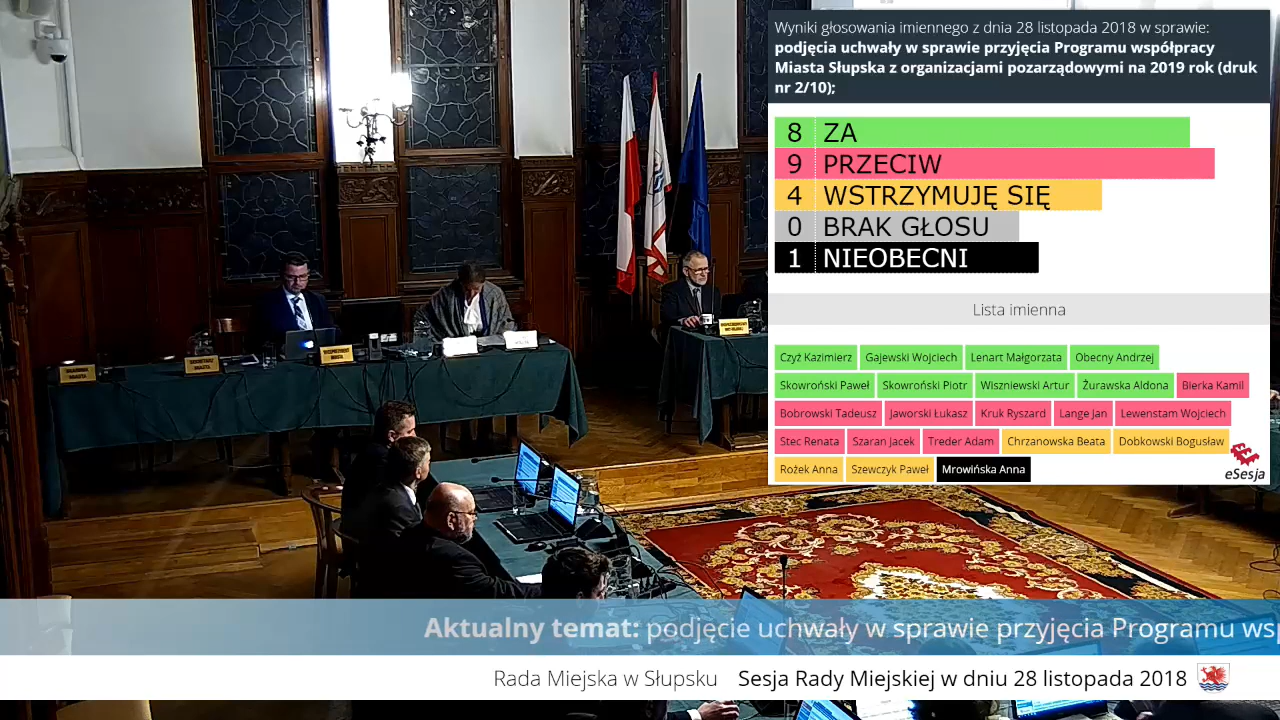 Wyniki głosowania imiennego z dnia 28 listopada 2018 w sprawie:
podjęcia uchwały w sprawie przyjęcia Programu współpracy
Miasta Słupska z organizacjami pozarządowymi na 2019 rok (druk
nr 2/10);
8 ZA
9 PRZECIW
4 WSTRZYMUJĘ SIĘ
0 BRAK GŁOSU
1 NIEOBECNI
Lista imienna
Czyż Kazimierz Gajewski Wojciech Lenart Małgorzata Obecny Andrzej
Skowroński Paweł Skowroński Piotr Wiszniewski Artur Żurawska Aldona Bierka Kamil
Bobrowski Tadeusz Jaworski Łukasz Kruk Ryszard Lange Jan Lewenstam Wojciech
Stec Renata Szaran Jacek Treder Adam Chrzanowska Beata Dobkowski Bogusław
Rożek Anna Szewczyk Paweł Mrowińska Anna
eSesja
SKARBNIK MIASTA
SEKRETARZ MIASTA
Aktualny temat: podjęcie uchwały w sprawie przyjęcia Programu wsp
Rada Miejska w Słupsku Sesja Rady Miejskiej w dniu 28 listopada 2018